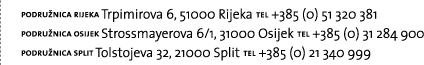 PODRUŽNICA RIJEKA Trpimirova 6, 51000 Rijeka TEL +385 (0) 51 320 381
PODRUŽNICA OSIJEK Strossmayerova 6/1, 31000 Osijek TEL +385 (0) 31 284 900
PODRUŽNICA SPLIT Tolstojeva 32, 21000 Split TEL +385 (0) 21 340 999